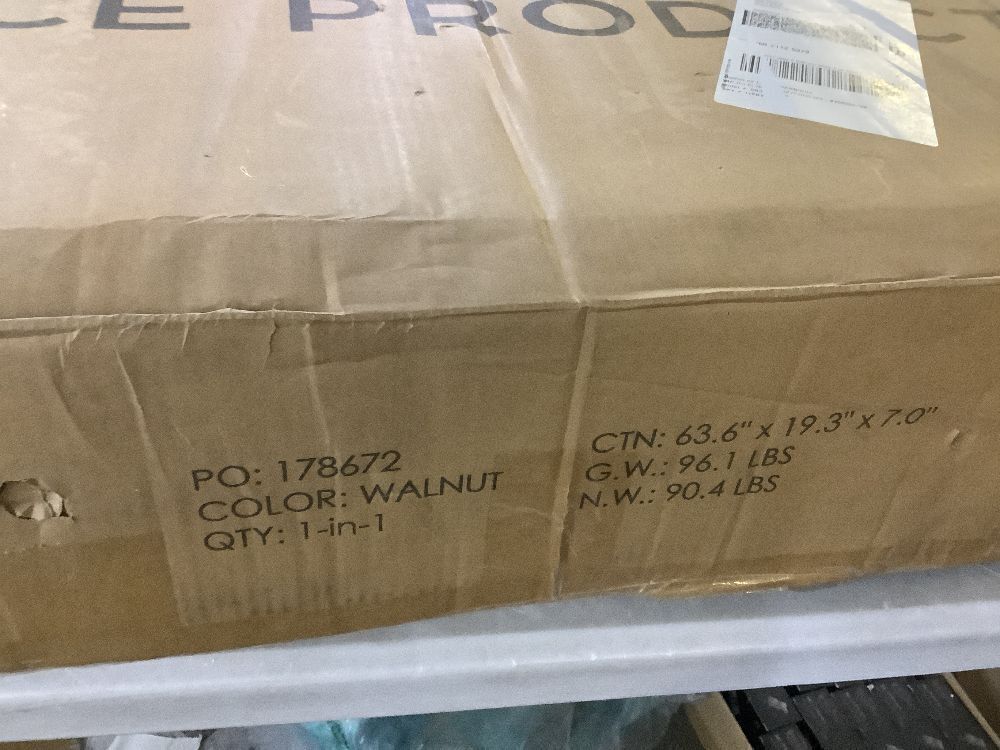 CE PRODUCT
PO: 178672
COLOR: WALNUT
QTY: 1-in-1
CTN: 63.6" x 19.3" x 7.0"
G.W.: 96.1 LBS
N.W.: 90.4 LBS